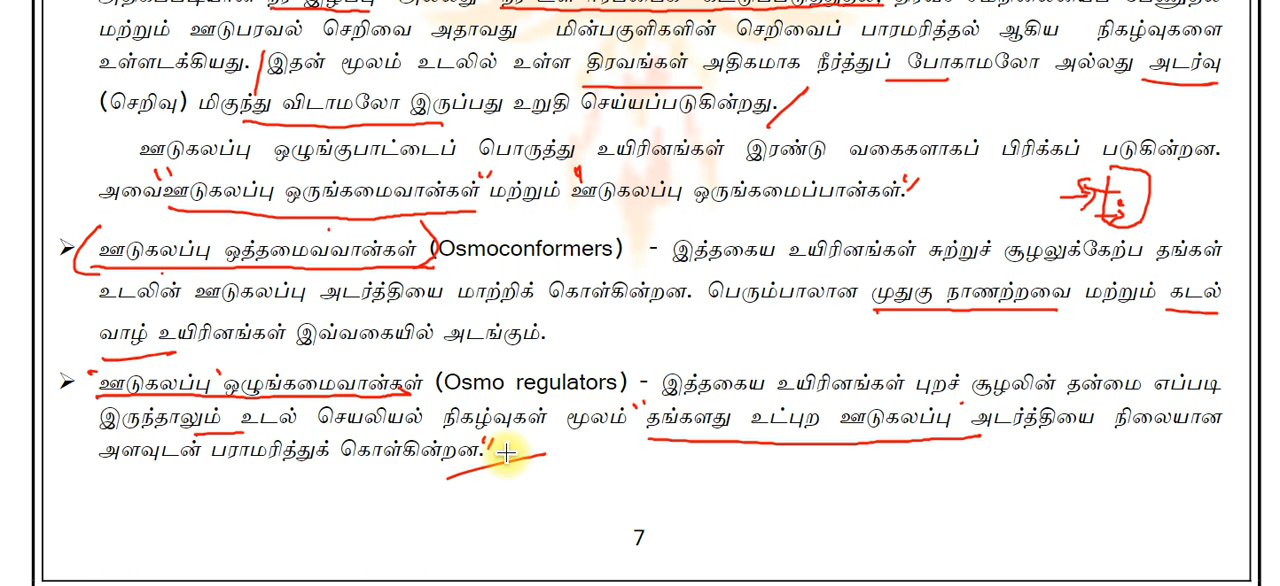 மற்றும் ஊடுபரவல் செறிவை அதாவது மின்பகுளிகளின் செறிவைப் பாரமரித்தல் ஆகிய நிகழ்வுகளை
உள்ளடக்கியது. இதன் மூலம் உடலில் உள்ள திரவங்கள் அதிகமாக நீர்த்துப் போகாமலோ அல்லது அடர்வு
(செறிவு) மிகுந்து விடாமலோ இருப்பது உறுதி செய்யப்படுகின்றது.
ஊடுகலப்பு ஒழுங்குபாட்டைப் பொருத்து உயிரினங்கள் இரண்டு வகைகளாகப் பிரிக்கப் படுகின்றன.
அவைஊடுகலப்பு ஒருங்கமைவான்கள் மற்றும் ஊடுகலப்பு ஒருங்கமைப்பான்கள்.
➤ ஊடுகலப்பு ஒத்தமைவவான்கள் (Osmoconformers) - இத்தகைய உயிரினங்கள் சுற்றுச் சூழலுக்கேற்ப தங்கள்
உடலின் ஊடுகலப்பு அடர்த்தியை மாற்றிக் கொள்கின்றன. பெரும்பாலான முதுகு நாணற்றவை மற்றும் கடல்
வாழ் உயிரினங்கள் இவ்வகையில் அடங்கும்.
➤ ஊடுகலப்பு ஒழுங்கமைவான்கள் (Osmo regulators) - இத்தகைய உயிரினங்கள் புறச் சூழலின் தன்மை எப்படி
இருந்தாலும் உடல் செயலியல் நிகழ்வுகள் மூலம் தங்களது உட்புற ஊடுகலப்பு அடர்த்தியை நிலையான
அளவுடன் பராமரித்துக் கொள்கின்றன.
7